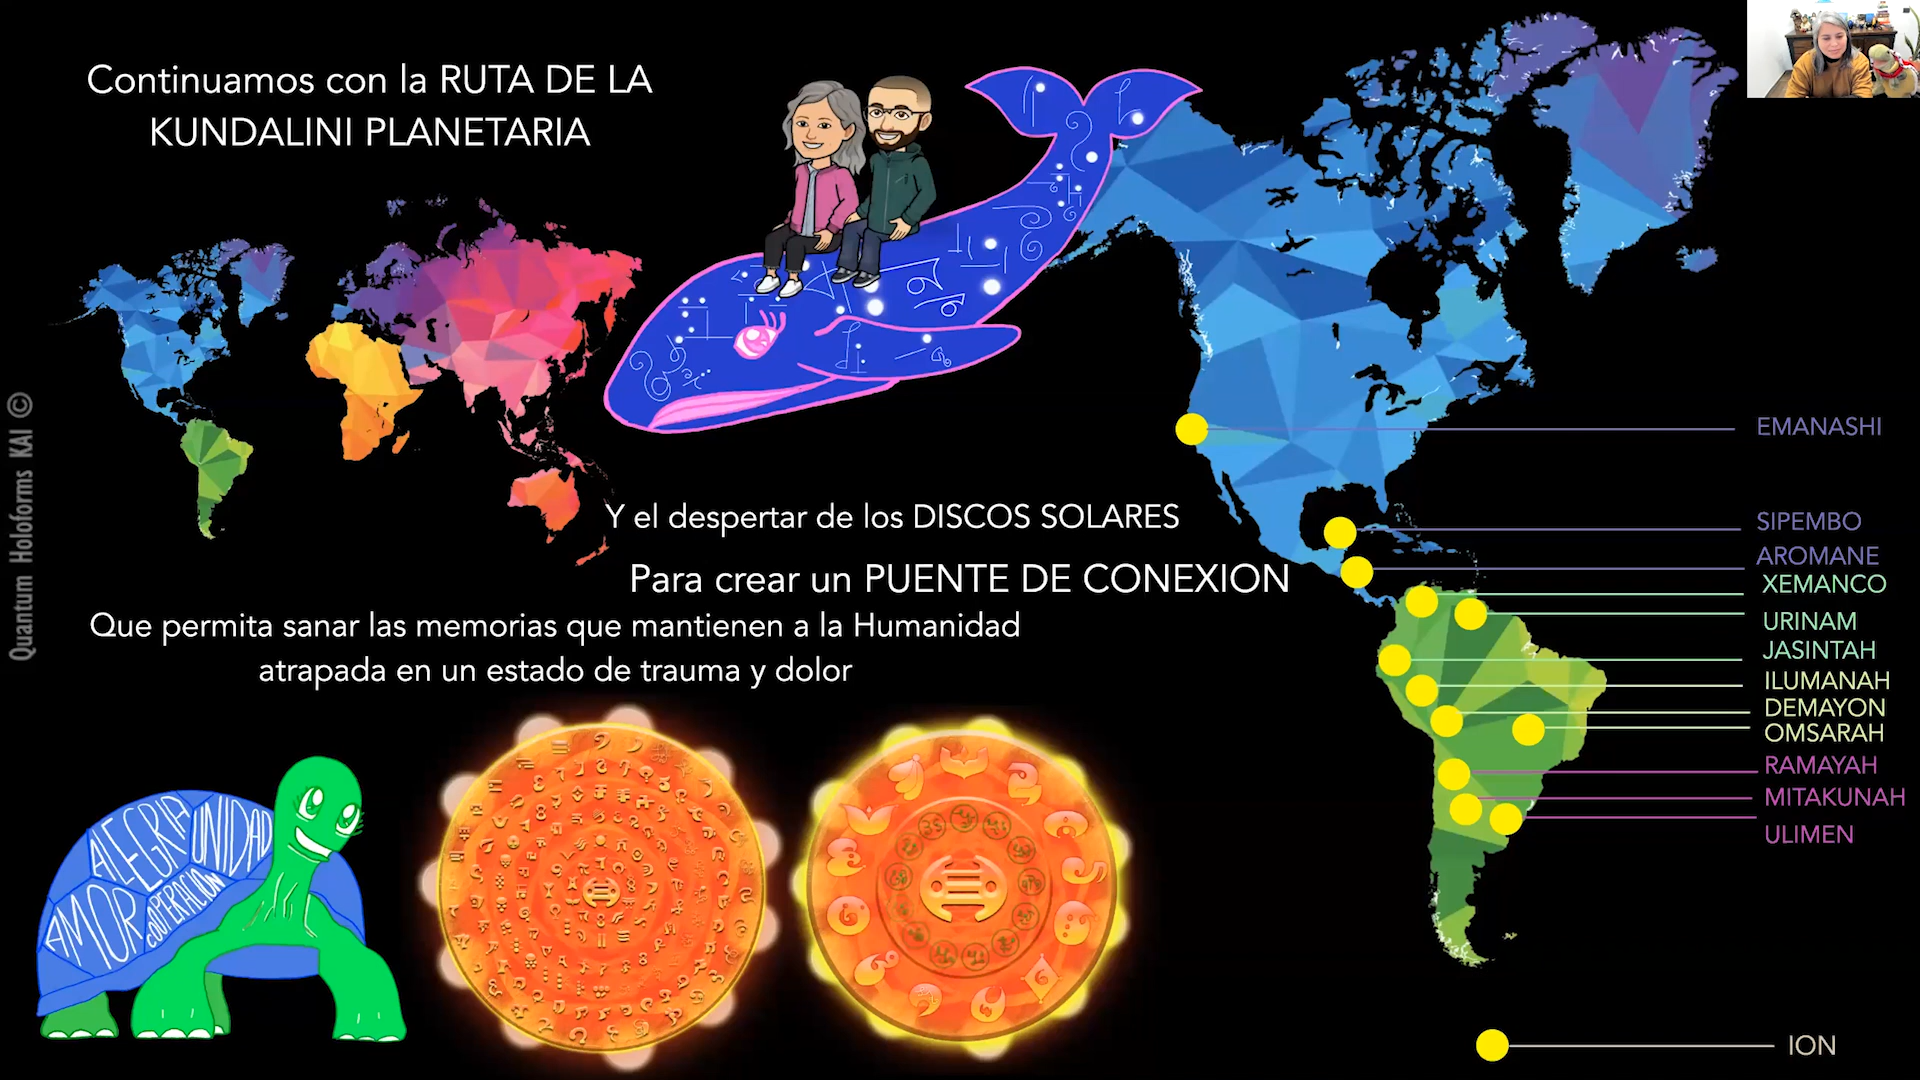 Continuamos con la RUTA DE LA
KUNDALINI PLANETARIA
Y el despertar de los DISCOS SOLARES
Para crear un PUENTE DE CONEXION
Que permita sanar las memorias que mantienen a la Humanidad
atrapada en un estado de trauma y dolor
EMANASHI
SIPEMBO
AROMANE
XEMANCO
URINAM
JASINTAH
ILUMANAH
DEMAYON
OMSARAH
RAMAYAH
MITAKUNAH
ULIMEN
ION
ALEGRIA
UNIDAD
AMOR
COOPERACIÓN
Quantum Holoforms KAI ©